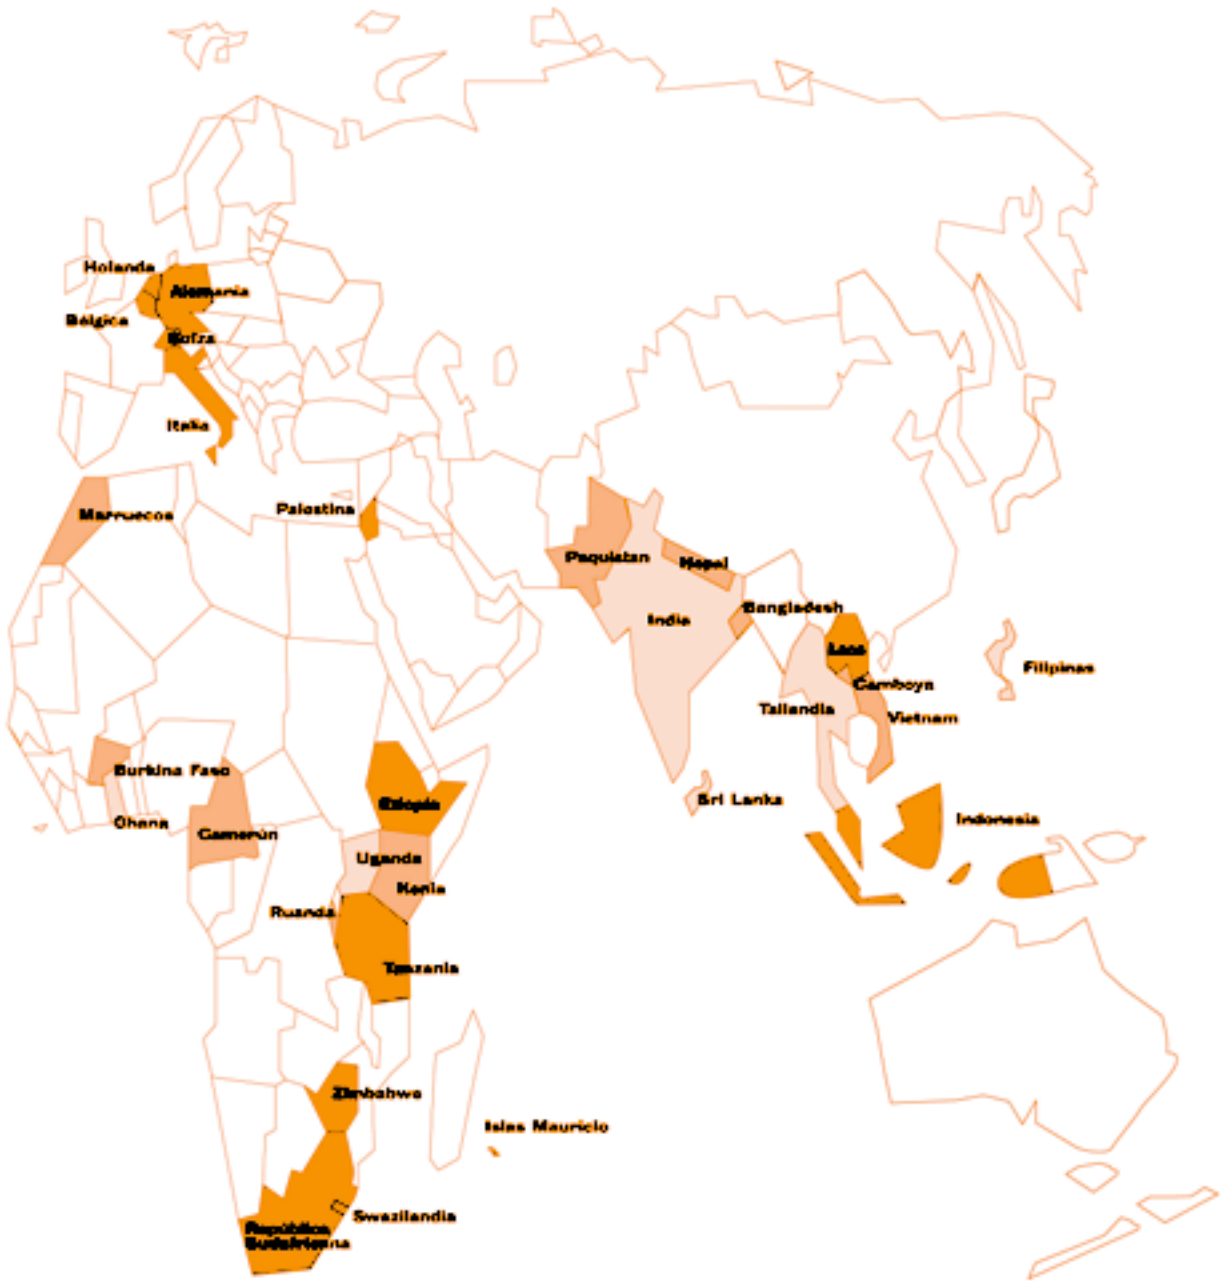 Holanda
Alemania
Bélgica
Suiza
Italia
Marruecos
Palestina
Paquistan
Nepal
India
Bangladesh
Laos
Camboya
Tailandia
Vietnam
Filipinas
Burkina Faso
Ghana
Camerún
Etiopía
Sri Lanka
Indonesia
Uganda
Kenia
Ruanda
Tanzania
Zimbabwe
Islas Mauricio
Swazilandia
República
Sudafricana